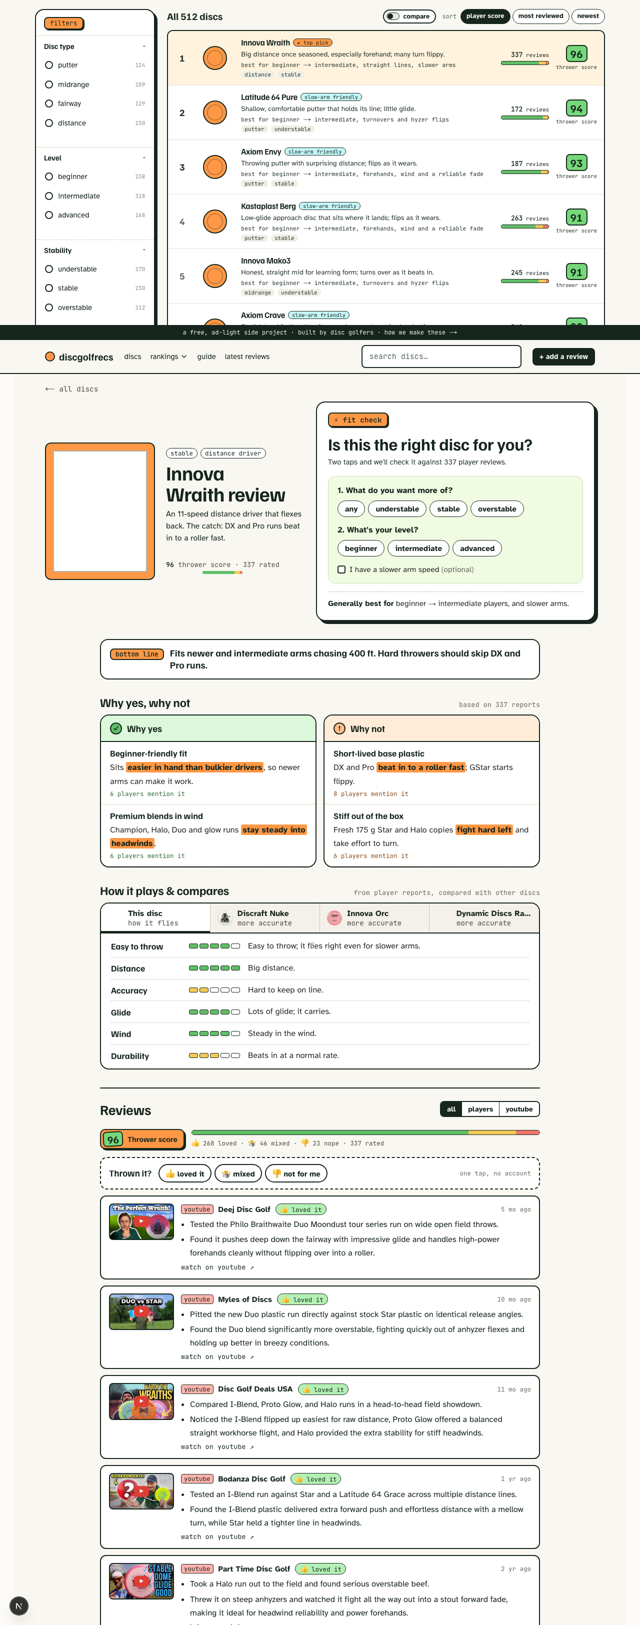 filters
Disc type -
putter 124
midrange 109
fairway 129
distance 150
Level -
beginner 238
intermediate 318
advanced 168
Stability -
understable 170
stable 230
overstable 112
All 512 discs
compare sort player score most reviewed newest
1
Innova Wraith ★ top pick
Big distance once seasoned, especially forehand; many turn flippy.
best for beginner → intermediate, straight lines, slower arms
distance stable
337 reviews
96
thrower score
2
Latitude 64 Pure slow-arm friendly
Shallow, comfortable putter that holds its line; little glide.
best for beginner → intermediate, turnovers and hyzer flips
putter understable
172 reviews
94
thrower score
3
Axiom Envy slow-arm friendly
Throwing putter with surprising distance; flips as it wears.
best for beginner → intermediate, forehands, wind and a reliable fade
putter stable
187 reviews
93
thrower score
4
Kastaplast Berg slow-arm friendly
Low-glide approach disc that sits where it lands; flips as it wears.
best for beginner → intermediate, forehands, wind and a reliable fade
putter stable
263 reviews
91
thrower score
5
Innova Mako3
Honest, straight mid for learning form; turns over as it beats in.
best for beginner → intermediate, turnovers and hyzer flips
midrange understable
245 reviews
91
thrower score
Axiom Crave slow-arm friendly
a free, ad-light side project · built by disc golfers · how we make these →
discgolfrecs discs rankings guide latest reviews search discs… + add a review
← all discs
stable distance driver
Innova
Wraith review
An 11-speed distance driver that flexes
back. The catch: DX and Pro runs beat
in to a roller fast.
96 thrower score · 337 rated
⚡ fit check
Is this the right disc for you?
Two taps and we'll check it against 337 player reviews.
1. What do you want more of?
any understable stable overstable
2. What's your level?
beginner intermediate advanced
I have a slower arm speed (optional)
Generally best for beginner → intermediate players, and slower arms.
bottom line
Fits newer and intermediate arms chasing 400 ft. Hard throwers should skip DX and
Pro runs.
Why yes, why not based on 337 reports
Why yes
Beginner-friendly fit
Sits easier in hand than bulkier drivers, so newer
arms can make it work.
6 players mention it
Premium blends in wind
Champion, Halo, Duo and glow runs stay steady into
headwinds.
6 players mention it
! Why not
Short-lived base plastic
DX and Pro beat in to a roller fast; GStar starts
flippy.
8 players mention it
Stiff out of the box
Fresh 175 g Star and Halo copies fight hard left and
take effort to turn.
6 players mention it
How it plays & compares from player reports, compared with other discs
This disc
how it flies
Discraft Nuke
more accurate
Innova Orc
more accurate
Dynamic Discs Ra…
more accurate
Easy to throw Easy to throw; it flies right even for slower arms.
Distance Big distance.
Accuracy Hard to keep on line.
Glide Lots of glide; it carries.
Wind Steady in the wind.
Durability Beats in at a normal rate.
Reviews all players youtube
96 Thrower score
👍 268 loved · 46 mixed · 👎 23 nope · 337 rated
Thrown it? 👍 loved it mixed 👎 not for me one tap, no account
The Perfect Wraith!
youtube Deej Disc Golf 👍 loved it 5 mo ago
• Tested the Philo Braithwaite Duo Moondust tour series run on wide open field throws.
• Found it pushes deep down the fairway with impressive glide and handles high-power
forehands cleanly without flipping over into a roller.
watch on youtube ↗
DUO vs STAR
youtube Myles of Discs 👍 loved it 10 mo ago
• Pitted the new Duo plastic run directly against stock Star plastic on identical release angles.
• Found the Duo blend significantly more overstable, fighting quickly out of anhyzer flexes and
holding up better in breezy conditions.
watch on youtube ↗
WRAITHS
youtube Disc Golf Deals USA 👍 loved it 11 mo ago
• Compared I-Blend, Proto Glow, and Halo runs in a head-to-head field showdown.
• Noticed the I-Blend flipped up easiest for raw distance, Proto Glow offered a balanced
straight workhorse flight, and Halo provided the extra stability for stiff headwinds.
watch on youtube ↗
?
youtube Bodanza Disc Golf 👍 loved it 1 yr ago
• Tested an I-Blend run against Star and a Latitude 64 Grace across multiple distance lines.
• Found the I-Blend plastic delivered extra forward push and effortless distance with a mellow
turn, while Star held a tighter line in headwinds.
watch on youtube ↗
STABLE
DOME
GLIDE
GOOD
youtube Part Time Disc Golf 👍 loved it 2 yr ago
• Took a Halo run out to the field and found serious overstable beef.
• Threw it on steep anhyzers and watched it fight all the way out into a stout forward fade,
making it ideal for headwind reliability and power forehands.
N